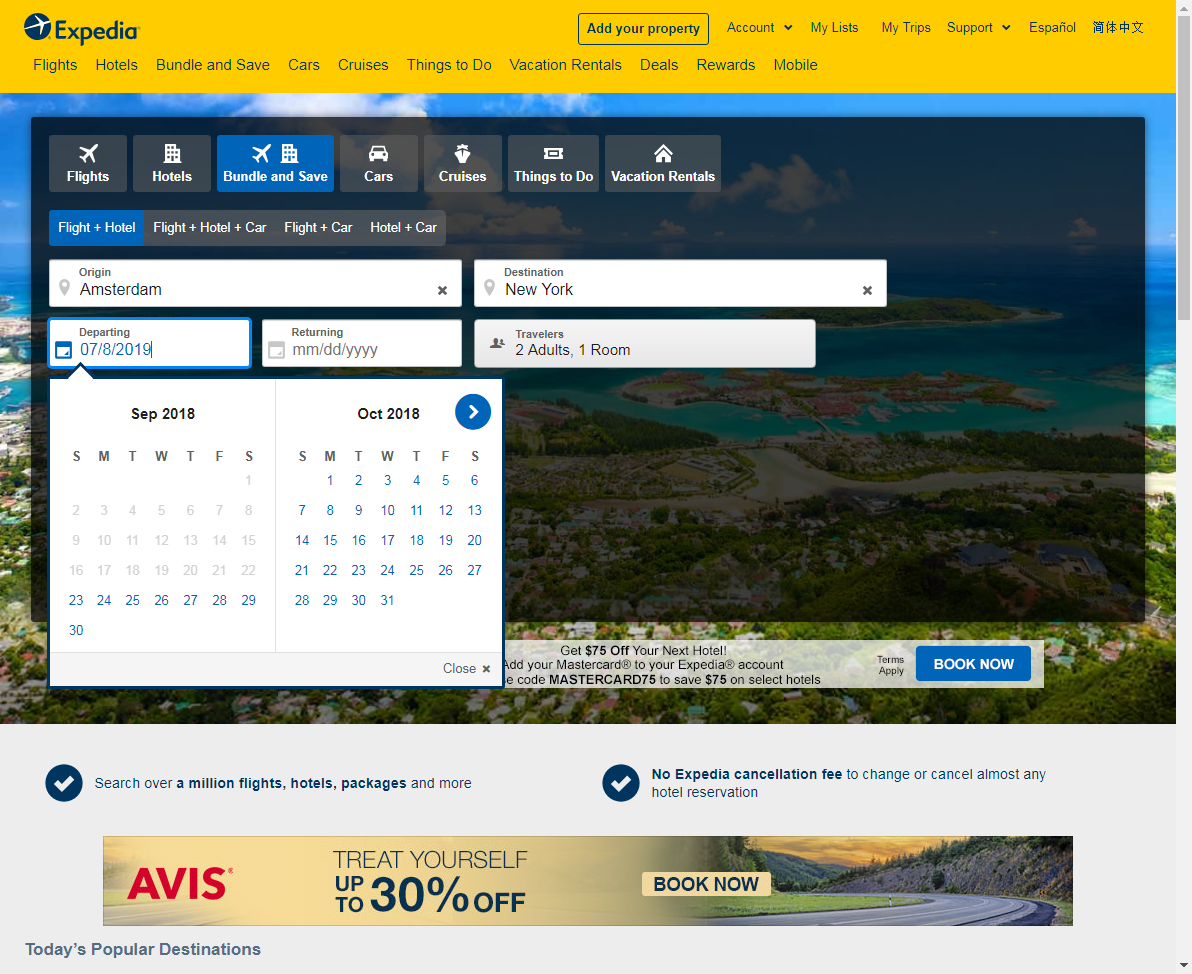 Expedia
Add your property
Account
My Lists
My Trips
Support
Español
简体中文
Flights
Hotels
Bundle and Save
Cars
Cruises
Things to Do
Vacation Rentals
Deals
Rewards
Mobile
Flights
Hotels
Bundle and Save
Cars
Cruises
Things to Do
Vacation Rentals
Flight + Hotel
Flight + Hotel + Car
Flight + Car
Hotel + Car
Origin
Amsterdam
Destination
New York
Departing
07/8/2019
Returning
mm/dd/yyyy
Travelers
2 Adults, 1 Room
Sep 2018
S M T W T F S
1
2 3 4 5 6 7 8
9 10 11 12 13 14 15
16 17 18 19 20 21 22
23 24 25 26 27 28 29
30
Oct 2018
S M T W T F S
1 2 3 4 5 6
7 8 9 10 11 12 13
14 15 16 17 18 19 20
21 22 23 24 25 26 27
28 29 30 31
Close
Get $75 Off Your Next Hotel!
Add your Mastercard® to your Expedia® account
e code MASTERCARD75 to save $75 on select hotels
Terms
Apply
BOOK NOW
Search over a million flights, hotels, packages and more
No Expedia cancellation fee to change or cancel almost any
hotel reservation
AVIS®
TREAT YOURSELF
UP TO 30% OFF
BOOK NOW
Today's Popular Destinations